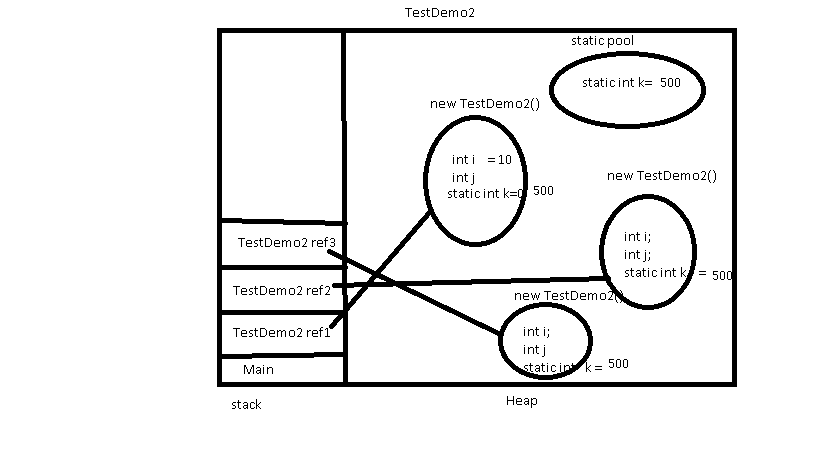 TestDemo2
static pool
static int k= 500
new TestDemo2()
int i = 10
int j
static int k=0 500
new TestDemo2()
int i;
int j;
static int k = 500
TestDemo2 ref3
TestDemo2 ref2
new TestDemo2()
TestDemo2 ref1
int i;
int j
static int k = 500
Main
stack
Heap